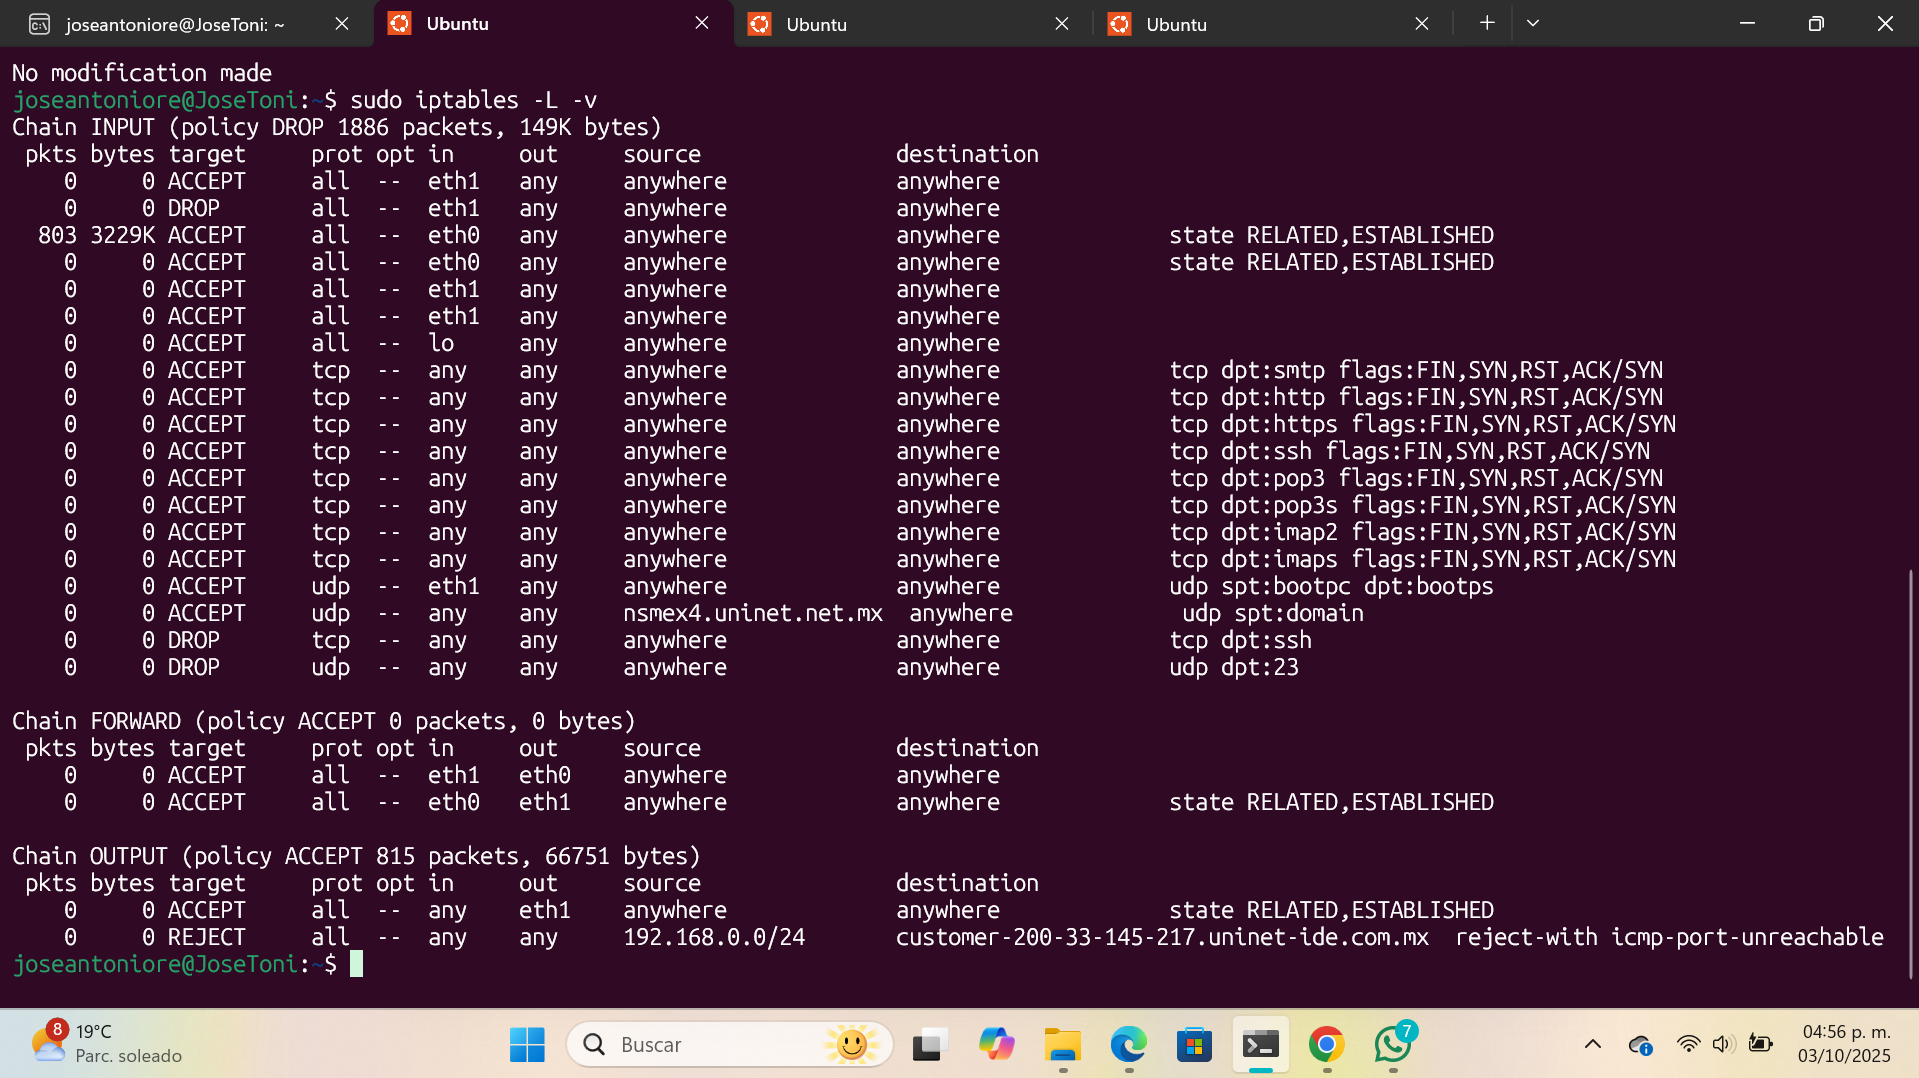 joseantoniore@JoseToni: ~
Ubuntu
Ubuntu
Ubuntu
No modification made
joseantoniore@JoseToni:~$ sudo iptables -L -v
Chain INPUT (policy DROP 1886 packets, 149K bytes)
pkts bytes target prot opt in out source destination
0 0 ACCEPT all -- eth1 any anywhere anywhere
0 0 DROP all -- eth1 any anywhere anywhere
803 3229K ACCEPT all -- eth0 any anywhere anywhere state RELATED,ESTABLISHED
0 0 ACCEPT all -- eth0 any anywhere anywhere state RELATED,ESTABLISHED
0 0 ACCEPT all -- eth1 any anywhere anywhere
0 0 ACCEPT all -- eth1 any anywhere anywhere
0 0 ACCEPT all -- lo any anywhere anywhere
0 0 ACCEPT tcp -- any any anywhere anywhere tcp dpt:smtp flags:FIN,SYN,RST,ACK/SYN
0 0 ACCEPT tcp -- any any anywhere anywhere tcp dpt:http flags:FIN,SYN,RST,ACK/SYN
0 0 ACCEPT tcp -- any any anywhere anywhere tcp dpt:https flags:FIN,SYN,RST,ACK/SYN
0 0 ACCEPT tcp -- any any anywhere anywhere tcp dpt:ssh flags:FIN,SYN,RST,ACK/SYN
0 0 ACCEPT tcp -- any any anywhere anywhere tcp dpt:pop3 flags:FIN,SYN,RST,ACK/SYN
0 0 ACCEPT tcp -- any any anywhere anywhere tcp dpt:pop3s flags:FIN,SYN,RST,ACK/SYN
0 0 ACCEPT tcp -- any any anywhere anywhere tcp dpt:imap2 flags:FIN,SYN,RST,ACK/SYN
0 0 ACCEPT tcp -- any any anywhere anywhere tcp dpt:imaps flags:FIN,SYN,RST,ACK/SYN
0 0 ACCEPT udp -- eth1 any anywhere anywhere udp spt:bootpc dpt:bootps
0 0 ACCEPT udp -- any any nsmex4.uninet.net.mx anywhere udp spt:domain
0 0 DROP tcp -- any any anywhere anywhere tcp dpt:ssh
0 0 DROP udp -- any any anywhere anywhere udp dpt:23
Chain FORWARD (policy ACCEPT 0 packets, 0 bytes)
pkts bytes target prot opt in out source destination
0 0 ACCEPT all -- eth1 eth0 anywhere anywhere
0 0 ACCEPT all -- eth0 eth1 anywhere anywhere state RELATED,ESTABLISHED
Chain OUTPUT (policy ACCEPT 815 packets, 66751 bytes)
pkts bytes target prot opt in out source destination
0 0 ACCEPT all -- any eth1 anywhere anywhere state RELATED,ESTABLISHED
0 0 REJECT all -- any any 192.168.0.0/24 customer-200-33-145-217.uninet-ide.com.mx reject-with icmp-port-unreachable
joseantoniore@JoseToni:~$
8
19°C
Parc. soleado
Buscar
7
04:56 p. m.
03/10/2025